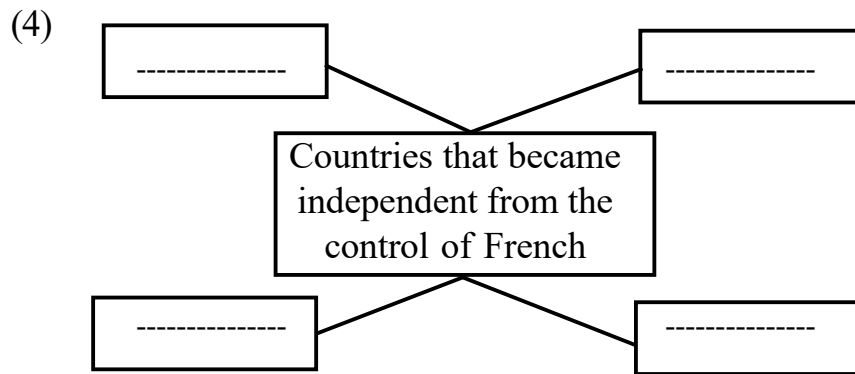 (4)
--------------- ---------------
Countries that became
independent from the
control of French
--------------- ---------------